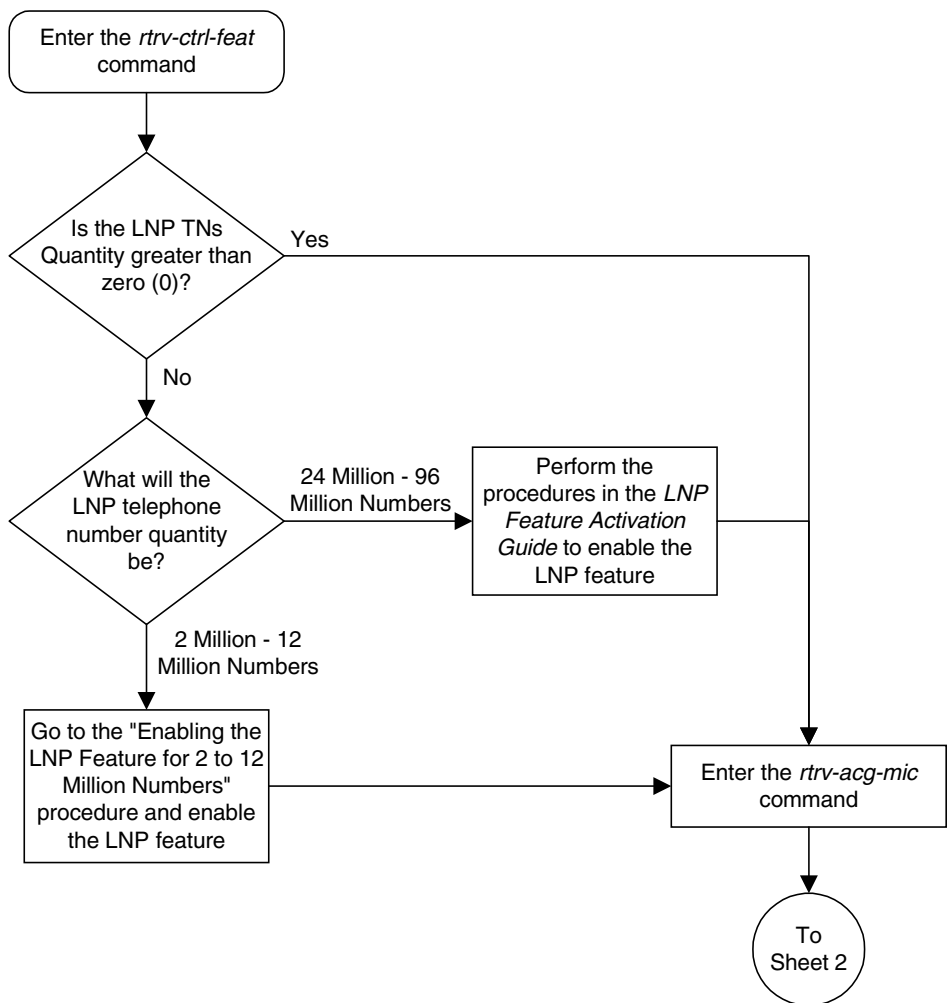 Enter the rtrv-ctrl-feat
command
Is the LNP TNs
Quantity greater than
zero (0)?
Yes
No
What will the
LNP telephone
number quantity
be?
24 Million - 96
Million Numbers
Perform the
procedures in the LNP
Feature Activation
Guide to enable the
LNP feature
2 Million - 12
Million Numbers
Go to the "Enabling the
LNP Feature for 2 to 12
Million Numbers"
procedure and enable
the LNP feature
Enter the rtrv-acg-mic
command
To
Sheet 2